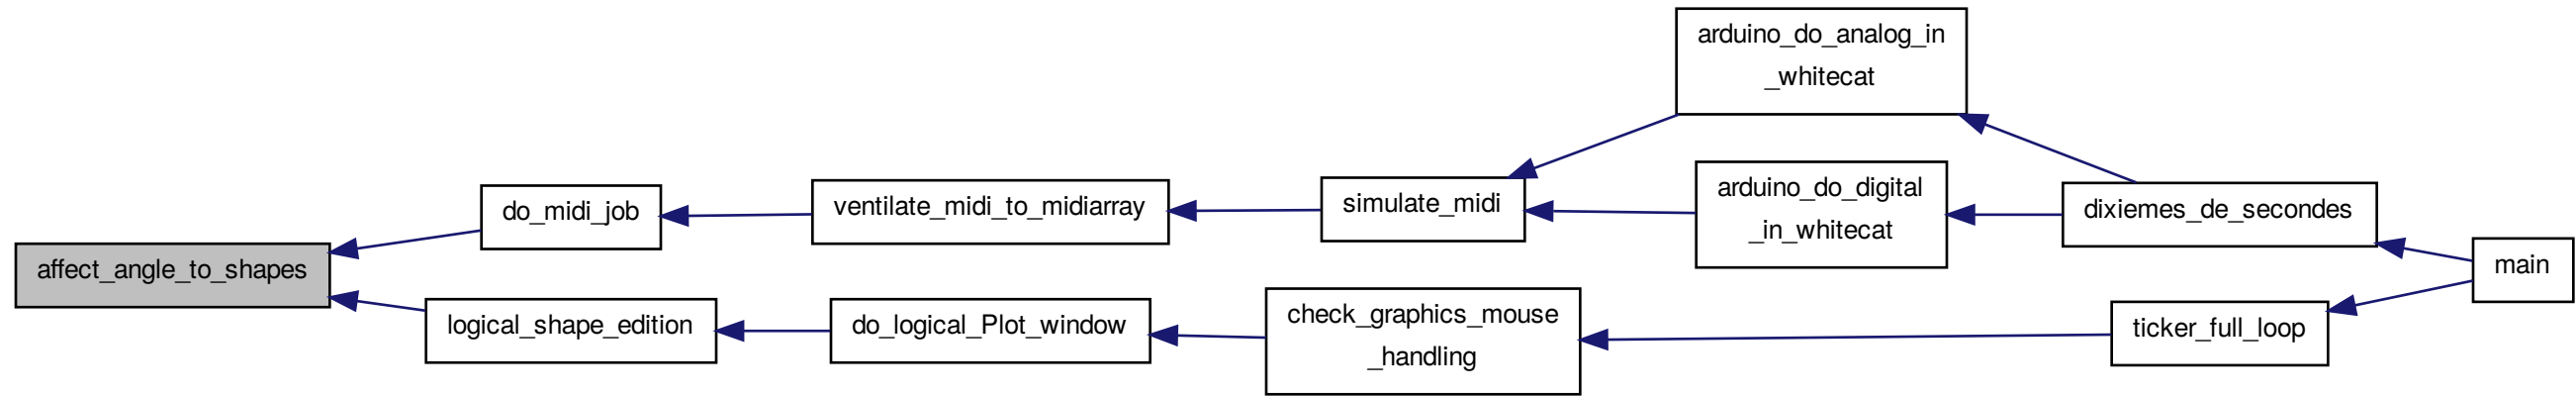 arduino_do_analog_in
_whitecat
do_midi_job
ventilate_midi_to_midiarray
simulate_midi
arduino_do_digital
_in_whitecat
dixiemes_de_secondes
affect_angle_to_shapes
main
logical_shape_edition
do_logical_Plot_window
check_graphics_mouse
_handling
ticker_full_loop